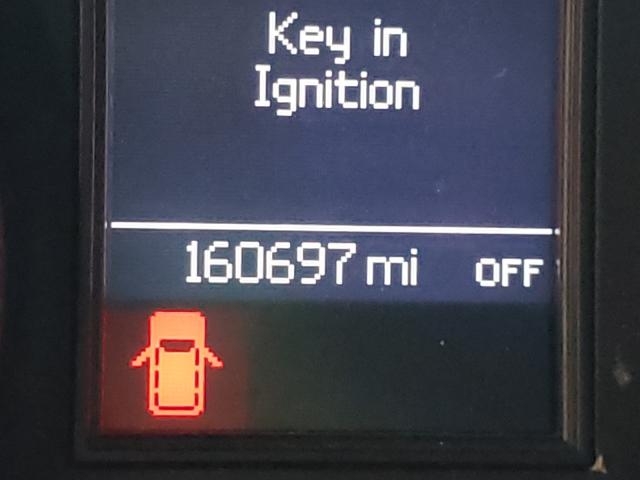 Key in
Ignition
160697 mi OFF